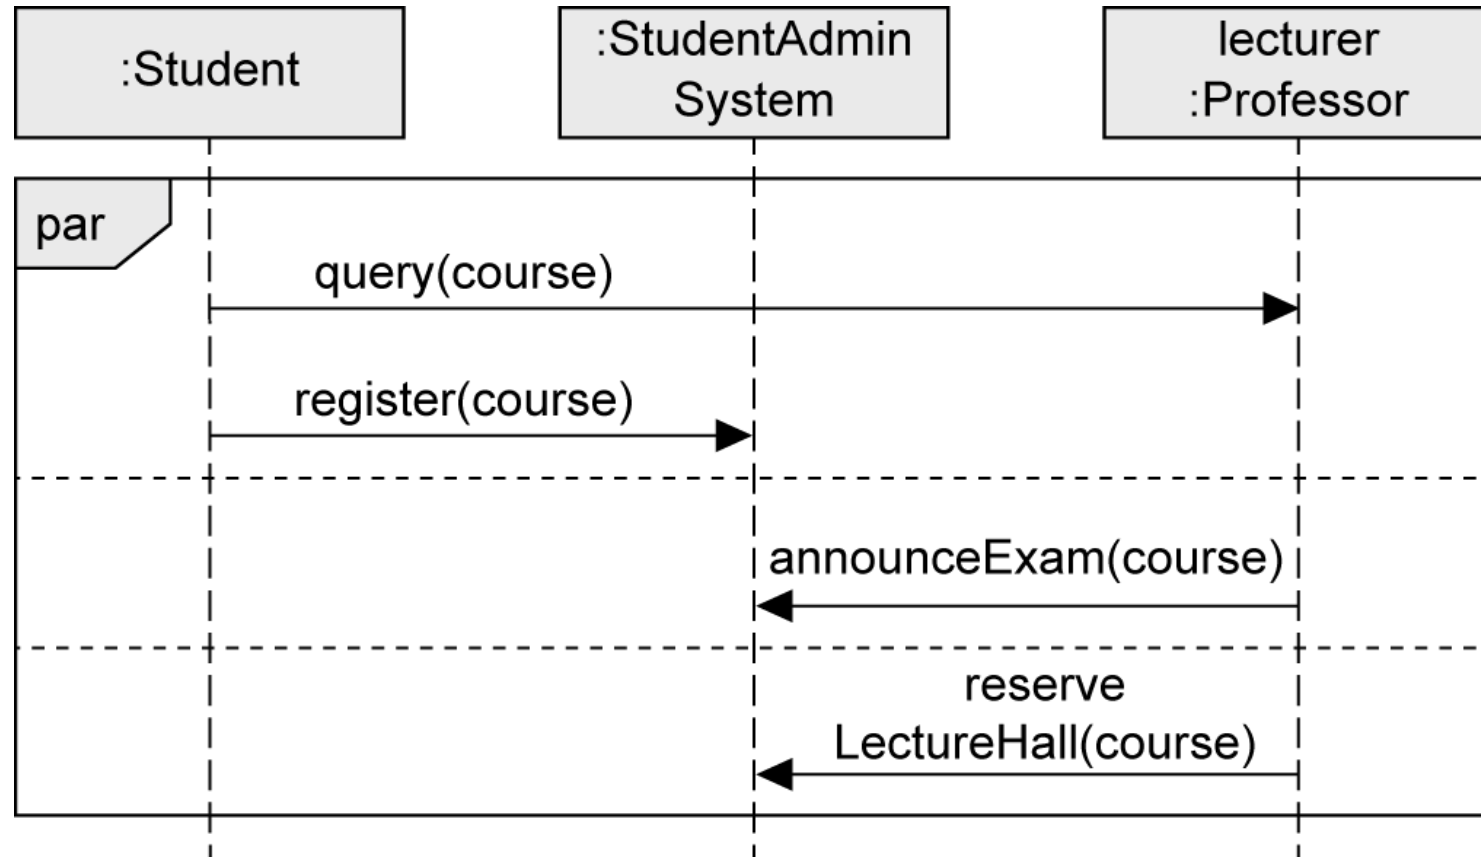 :Student
:StudentAdmin
System
lecturer
:Professor
par
query(course)
register(course)
announceExam(course)
reserve
LectureHall(course)